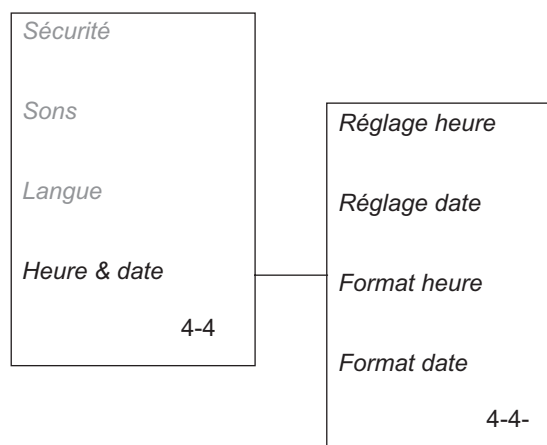 Sécurité
Sons
Langue
Heure & date
4-4
Réglage heure
Réglage date
Format heure
Format date
4-4-